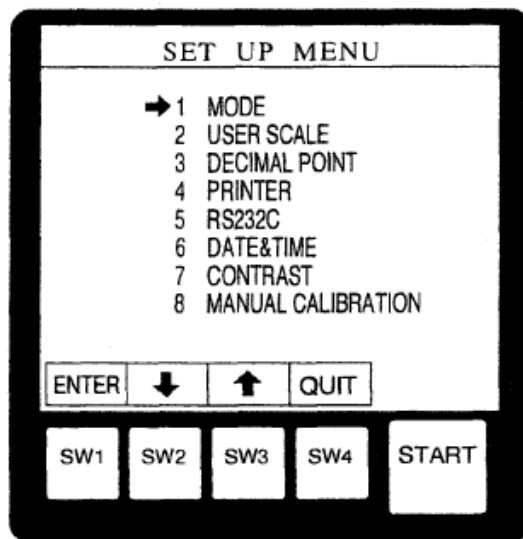 SET UP MENU
➡1 MODE
2 USER SCALE
3 DECIMAL POINT
4 PRINTER
5 RS232C
6 DATE&TIME
7 CONTRAST
8 MANUAL CALIBRATION
ENTER ⬇ ⬆ QUIT
SW1 SW2 SW3 SW4 START